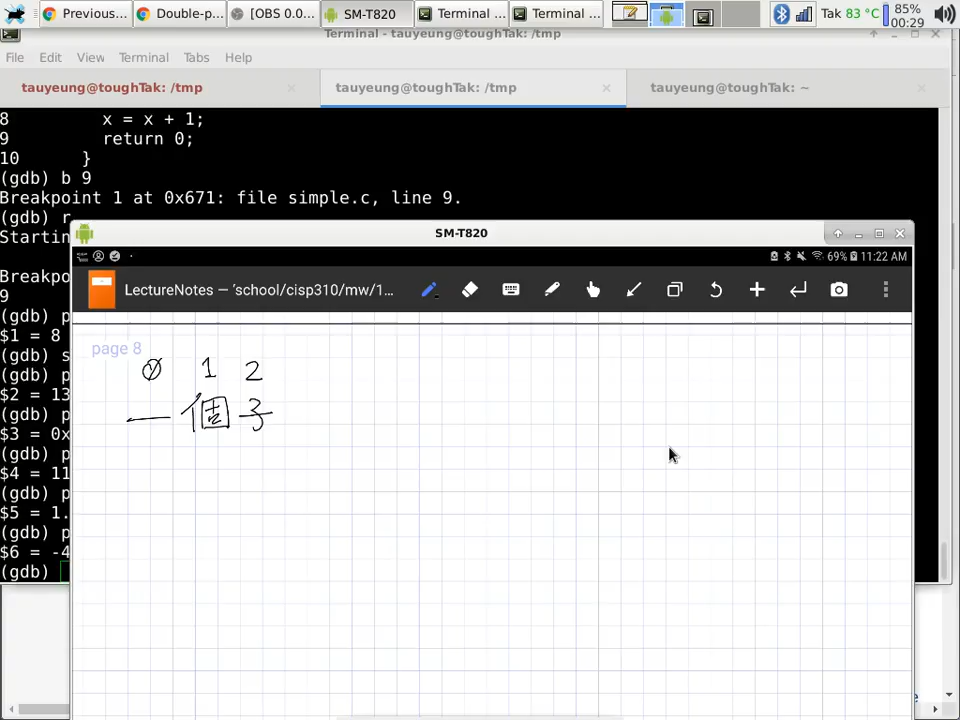 Previous...
Double-p...
[OBS 0.0...
SM-T820
Terminal ...
Terminal ...
Tak 83 °C
85%
00:29
Terminal - tauyeung@toughTak: /tmp
File Edit View Terminal Tabs Help
tauyeung@toughTak: /tmp
tauyeung@toughTak: /tmp
tauyeung@toughTak: ~
8 x = x + 1;
9 return 0;
10 }
(gdb) b 9
Breakpoint 1 at 0x671: file simple.c, line 9.
(gdb) r
Startin
SM-T820
69% 11:22 AM
Breakpo
LectureNotes — 'school/cisp310/mw/1...
9
(gdb) p
$1 = 8
page 8
(gdb) s
0 1 2
(gdb) p
$2 = 13
一個子
(gdb) p
$3 = 0x
(gdb) p
$4 = 11
(gdb) p
$5 = 1.
(gdb) p
$6 = -4
(gdb)